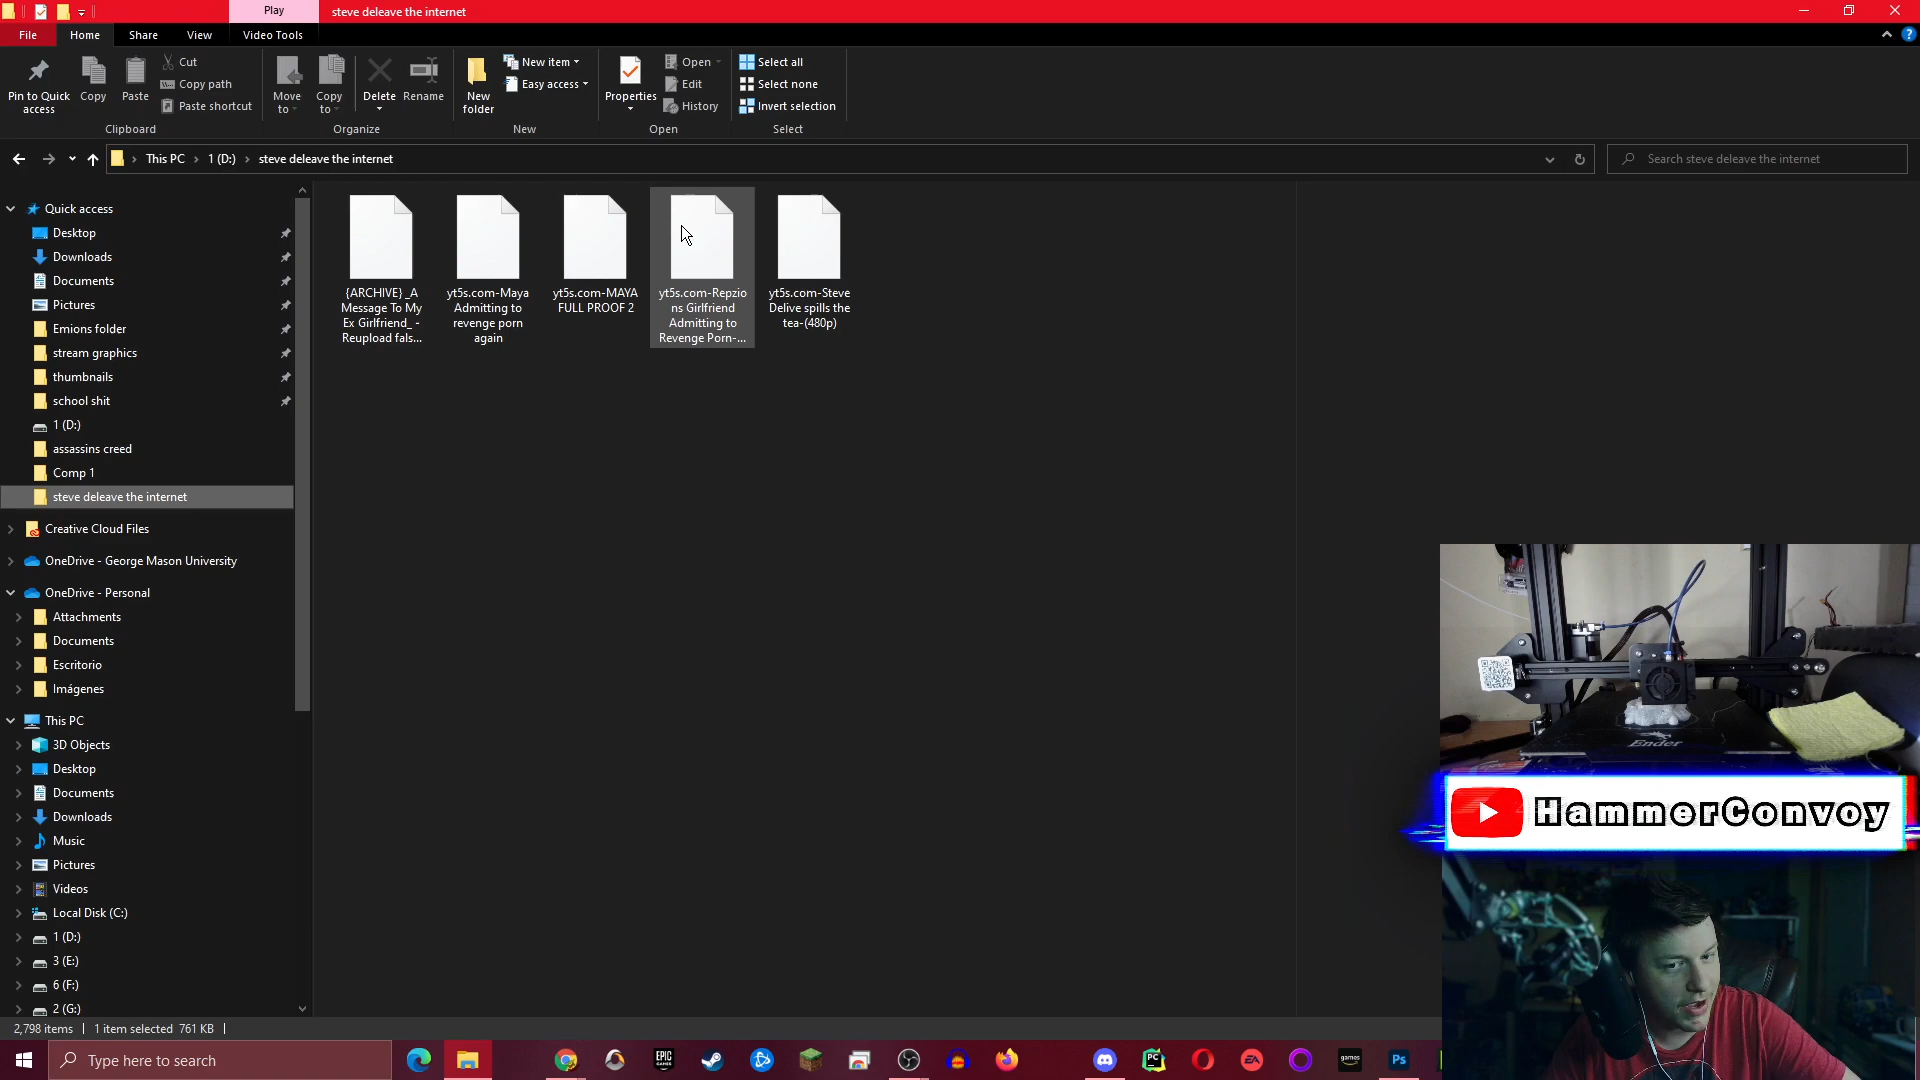 Play
steve deleave the internet
File
Home
Share
View
Video Tools
Pin to Quick
access
Copy
Paste
Cut
Copy path
Paste shortcut
Clipboard
Move
to
Copy
to
Delete
Rename
Organize
New
folder
New item
Easy access
New
Properties
Open
Edit
History
Open
Select all
Select none
Invert selection
Select
This PC
1 (D:)
steve deleave the internet
Search steve deleave the internet
Quick access
Desktop
Downloads
Documents
Pictures
Emions folder
stream graphics
thumbnails
school shit
1 (D:)
assassins creed
Comp 1
steve deleave the internet
Creative Cloud Files
OneDrive - George Mason University
OneDrive - Personal
Attachments
Documents
Escritorio
Imágenes
This PC
3D Objects
Desktop
Documents
Downloads
Music
Pictures
Videos
Local Disk (C:)
1 (D:)
3 (E:)
6 (F:)
2 (G:)
{ARCHIVE} _A
Message To My
Ex Girlfriend_ -
Reupload fals...
yt5s.com-Maya
Admitting to
revenge porn
again
yt5s.com-MAYA
FULL PROOF 2
yt5s.com-Repzio
ns Girlfriend
Admitting to
Revenge Porn-...
yt5s.com-Steve
Delive spills the
tea-(480p)
Ender
HammerConvoy
2,798 items
1 item selected 761 KB
Type here to search
EPIC
GAMES
PC
EA
games
Ps